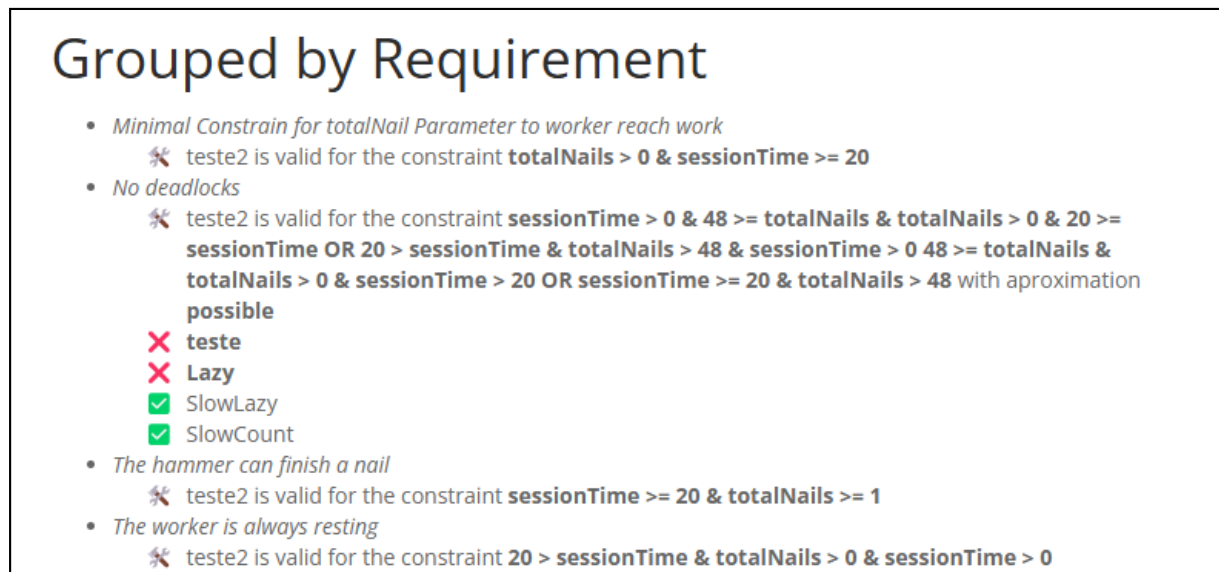 Grouped by Requirement
Minimal Constrain for totalNail Parameter to worker reach work
teste2 is valid for the constraint totalNails > 0 & sessionTime >= 20
No deadlocks
teste2 is valid for the constraint sessionTime > 0 & 48 >= totalNails & totalNails > 0 & 20 >=
sessionTime OR 20 > sessionTime & totalNails > 48 & sessionTime > 0 48 >= totalNails &
totalNails > 0 & sessionTime > 20 OR sessionTime >= 20 & totalNails > 48 with aproximation
possible
teste
Lazy
SlowLazy
SlowCount
The hammer can finish a nail
teste2 is valid for the constraint sessionTime >= 20 & totalNails >= 1
The worker is always resting
teste2 is valid for the constraint 20 > sessionTime & totalNails > 0 & sessionTime > 0